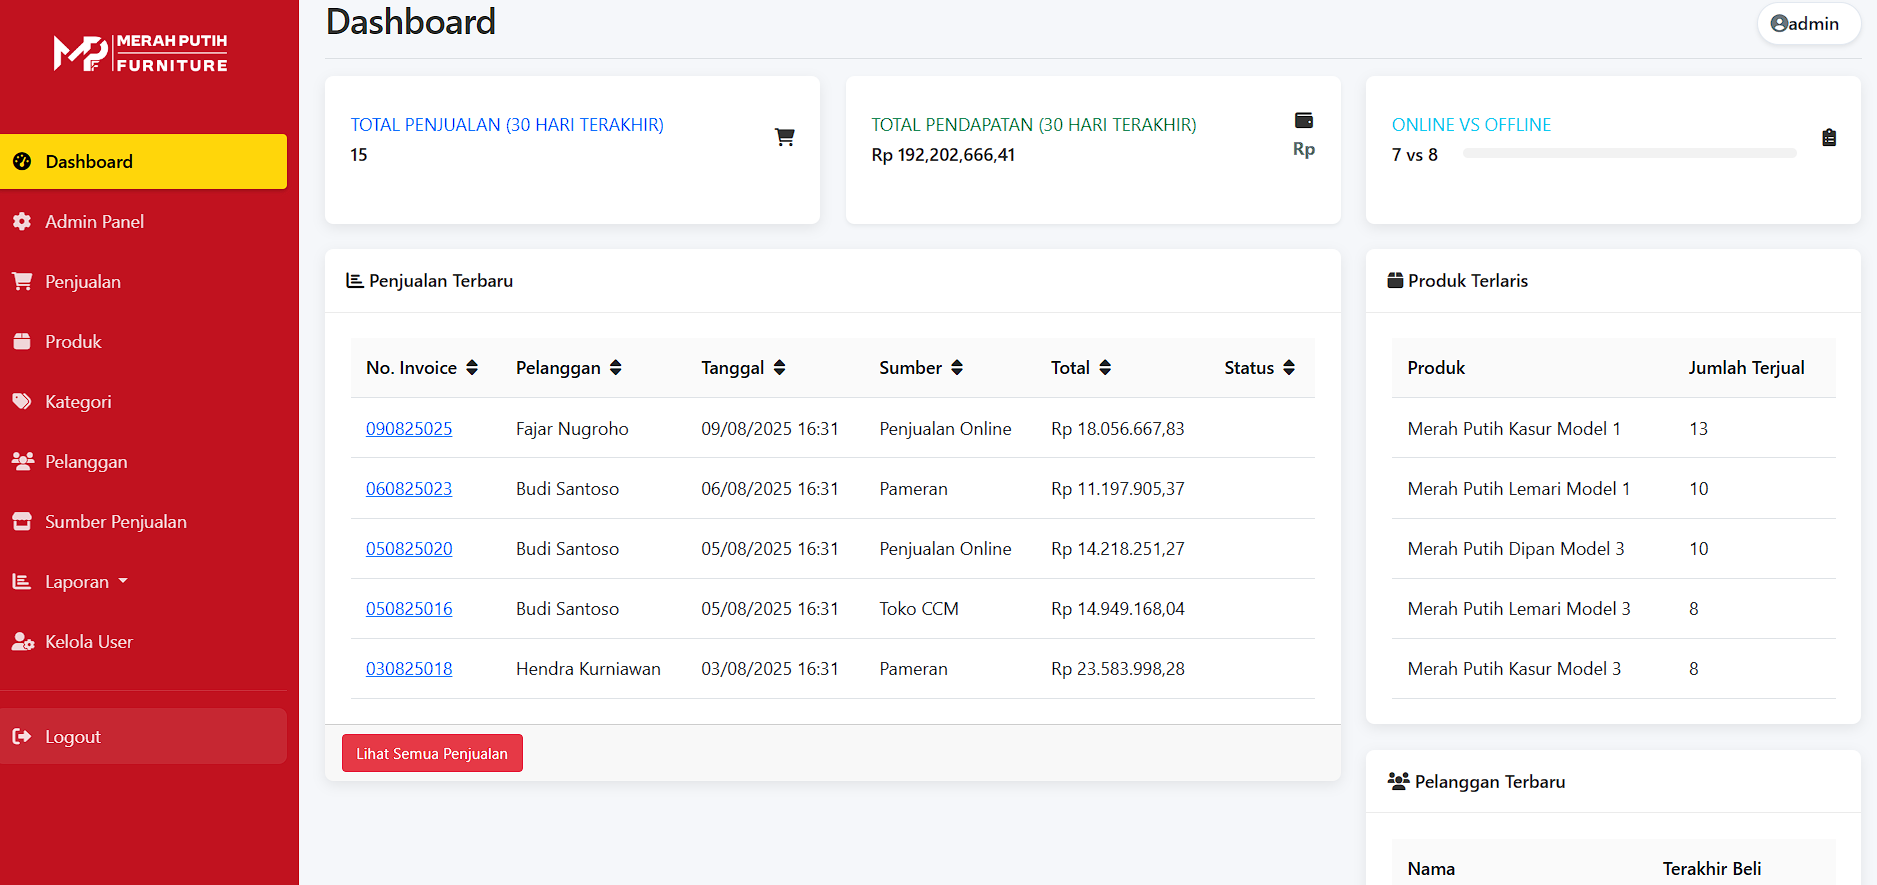 MPF MERAH PUTIH
FURNITURE
Dashboard
Admin Panel
Penjualan
Produk
Kategori
Pelanggan
Sumber Penjualan
Laporan
Kelola User
Logout
Dashboard
admin
TOTAL PENJUALAN (30 HARI TERAKHIR)
15
TOTAL PENDAPATAN (30 HARI TERAKHIR)
Rp 192,202,666,41
Rp
ONLINE VS OFFLINE
7 vs 8
Penjualan Terbaru
No. Invoice Pelanggan Tanggal Sumber Total Status
090825025 Fajar Nugroho 09/08/2025 16:31 Penjualan Online Rp 18.056.667,83
060825023 Budi Santoso 06/08/2025 16:31 Pameran Rp 11.197.905,37
050825020 Budi Santoso 05/08/2025 16:31 Penjualan Online Rp 14.218.251,27
050825016 Budi Santoso 05/08/2025 16:31 Toko CCM Rp 14.949.168,04
030825018 Hendra Kurniawan 03/08/2025 16:31 Pameran Rp 23.583.998,28
Lihat Semua Penjualan
Produk Terlaris
Produk Jumlah Terjual
Merah Putih Kasur Model 1 13
Merah Putih Lemari Model 1 10
Merah Putih Dipan Model 3 10
Merah Putih Lemari Model 3 8
Merah Putih Kasur Model 3 8
Pelanggan Terbaru
Nama Terakhir Beli